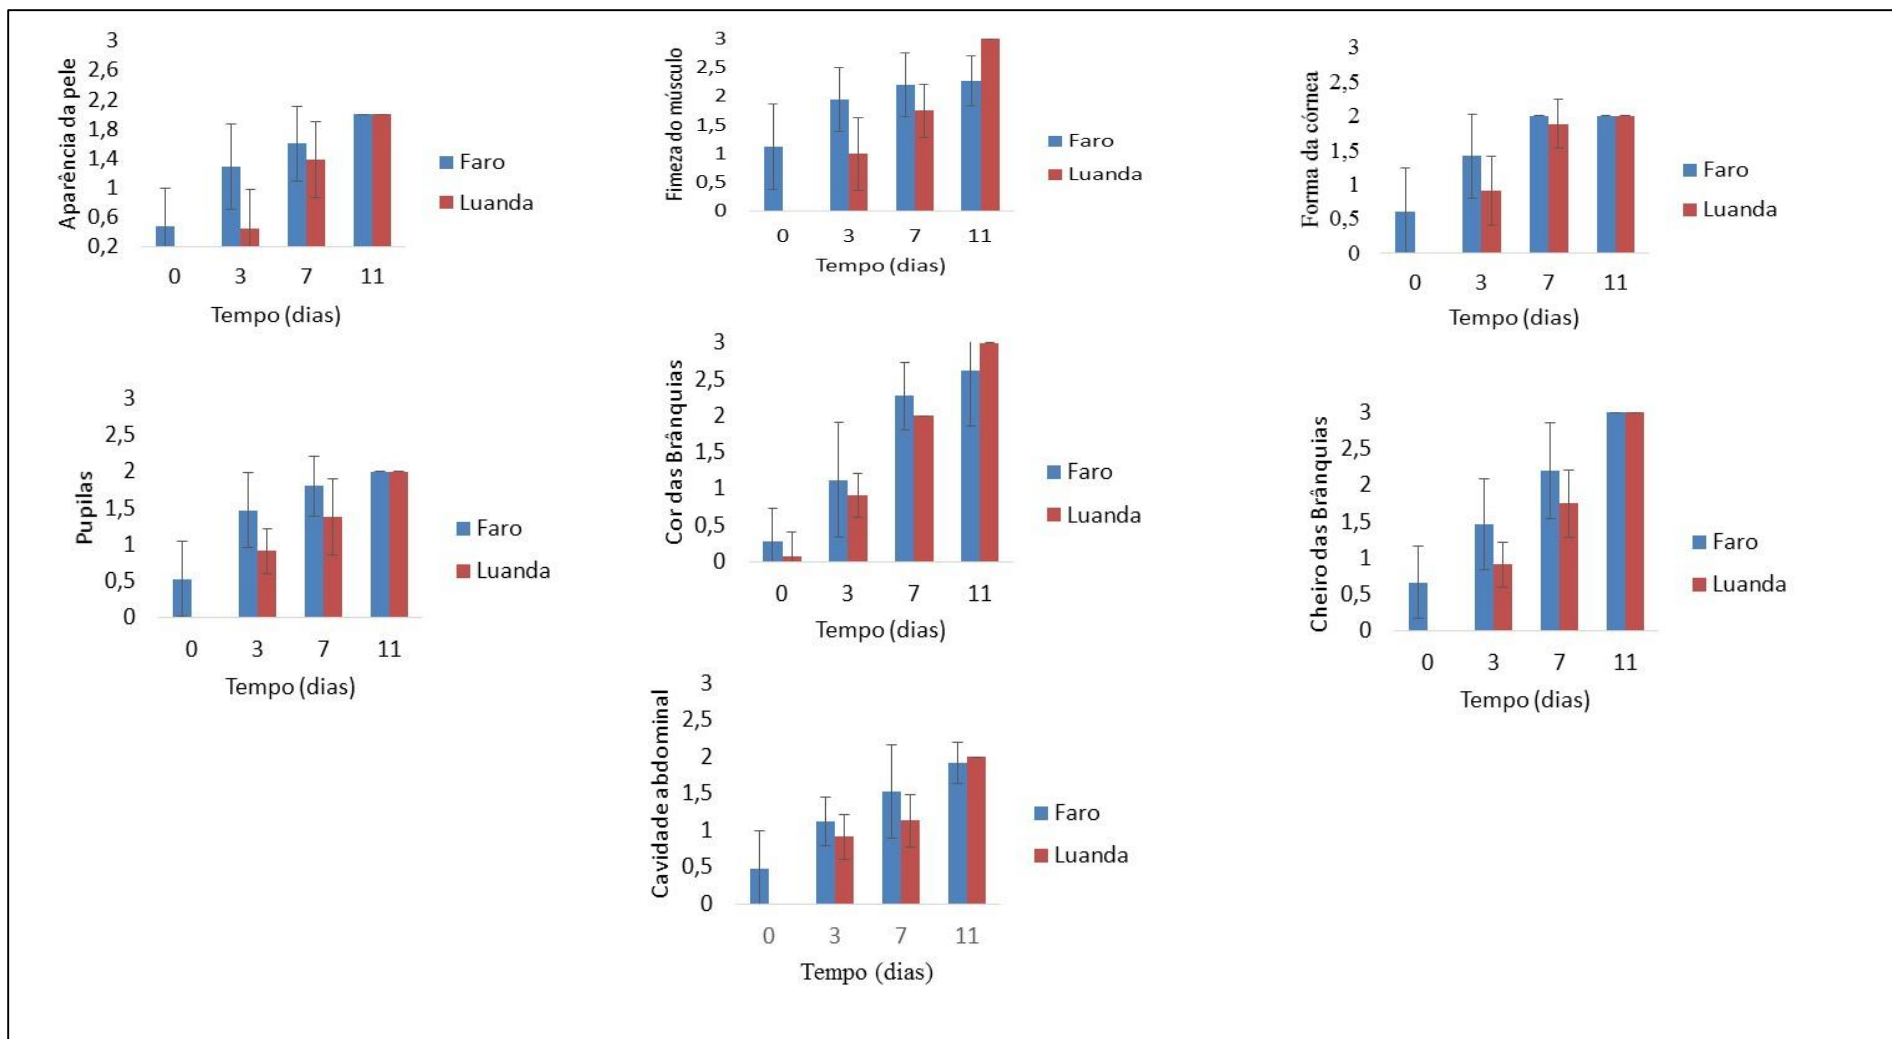 Aparência da pele
3
2,6
2,2
1,8
1,4
1
0,6
0,2
0 3 7 11
Tempo (dias)
Faro
Luanda
Fimeza do músculo
3
2,5
2
1,5
1
0,5
0
0 3 7 11
Tempo (dias)
Faro
Luanda
Forma da córnea
3
2,5
2
1,5
1
0,5
0
0 3 7 11
Tempo (dias)
Faro
Luanda
Pupilas
3
2,5
2
1,5
1
0,5
0
0 3 7 11
Tempo (dias)
Faro
Luanda
Cor das Brânquias
3
2,5
2
1,5
1
0,5
0
0 3 7 11
Tempo (dias)
Faro
Luanda
Cheiro das Brânquias
3
2,5
2
1,5
1
0,5
0
0 3 7 11
Tempo (dias)
Faro
Luanda
Cavidade abdominal
3
2,5
2
1,5
1
0,5
0
0 3 7 11
Tempo (dias)
Faro
Luanda